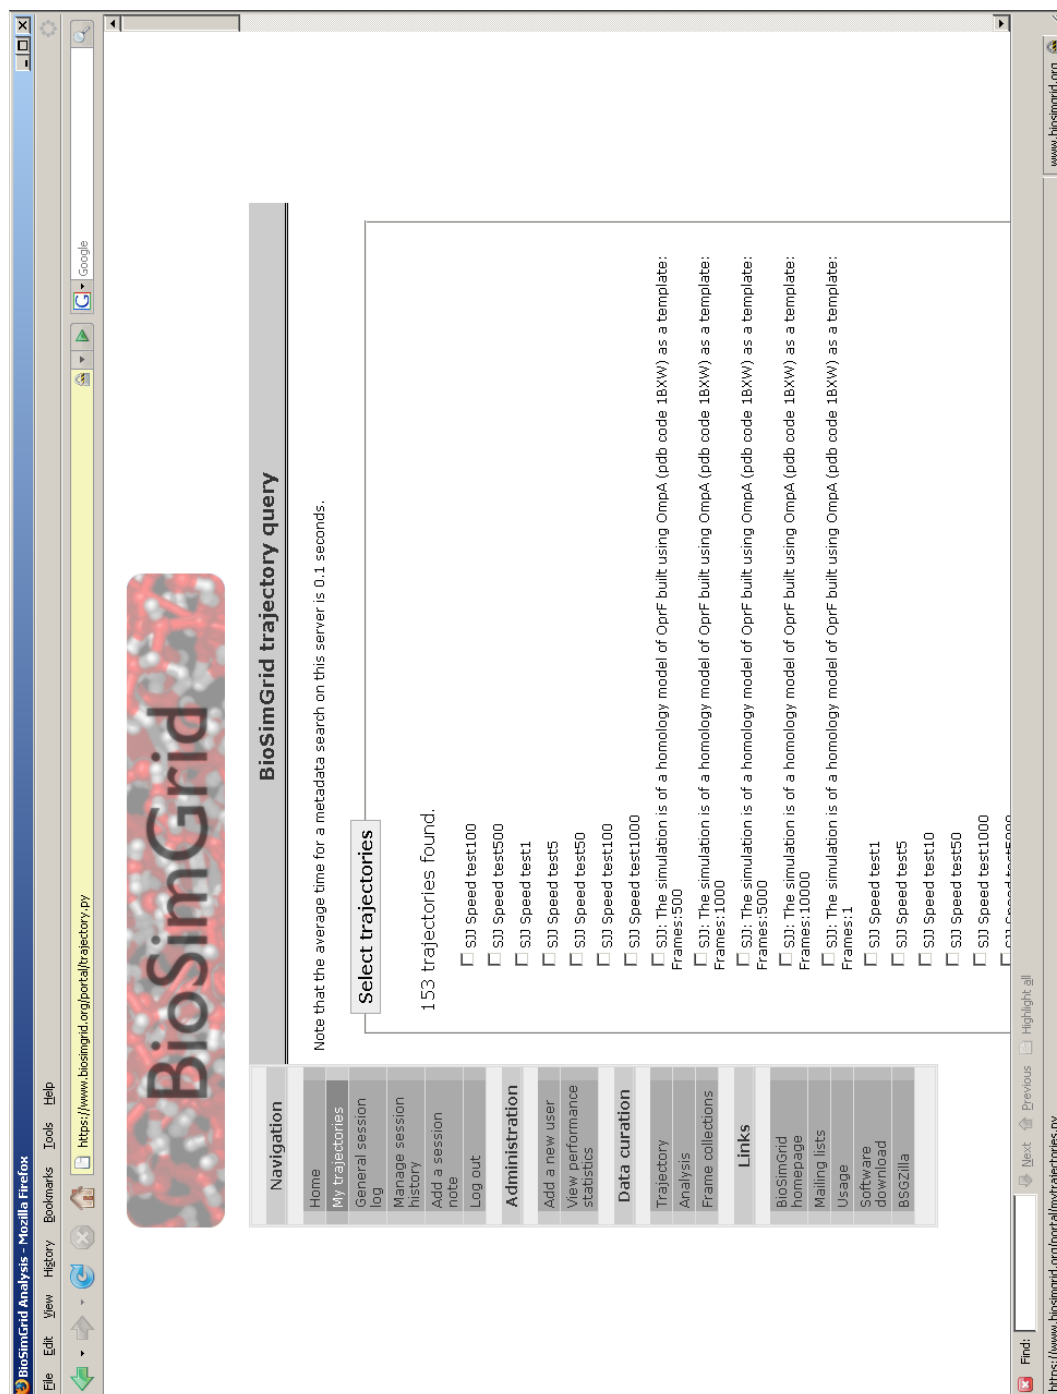 BioSimGrid Analysis - Mozilla Firefox
File Edit View History Bookmarks Tools Help
https://www.biosimgrid.org/portal/trajectory.py
Google
BioSimGrid
Navigation
Home
My trajectories
General session
log
Manage session
history
Add a session
note
Log out
Administration
Add a new user
View performance
statistics
Data curation
Trajectory
Analysis
Frame collections
Links
BioSimGrid
homepage
Mailing lists
Usage
Software
download
BSGZilla
BioSimGrid trajectory query
Note that the average time for a metadata search on this server is 0.1 seconds.
Select trajectories
153 trajectories found.
SJJ Speed test100
SJJ Speed test500
SJJ Speed test1
SJJ Speed test5
SJJ Speed test50
SJJ Speed test100
SJJ Speed test1000
SJJ: The simulation is of a homology model of OprF built using OmpA (pdb code 1BXW) as a template:
Frames:500
SJJ: The simulation is of a homology model of OprF built using OmpA (pdb code 1BXW) as a template:
Frames:1000
SJJ: The simulation is of a homology model of OprF built using OmpA (pdb code 1BXW) as a template:
Frames:5000
SJJ: The simulation is of a homology model of OprF built using OmpA (pdb code 1BXW) as a template:
Frames:10000
SJJ: The simulation is of a homology model of OprF built using OmpA (pdb code 1BXW) as a template:
Frames:1
SJJ Speed test1
SJJ Speed test5
SJJ Speed test10
SJJ Speed test50
SJJ Speed test1000
SJJ Speed test5000
Find: Next Previous Highlight all
https://www.biosimgrid.org/portal/mytrajectories.py www.biosimgrid.org